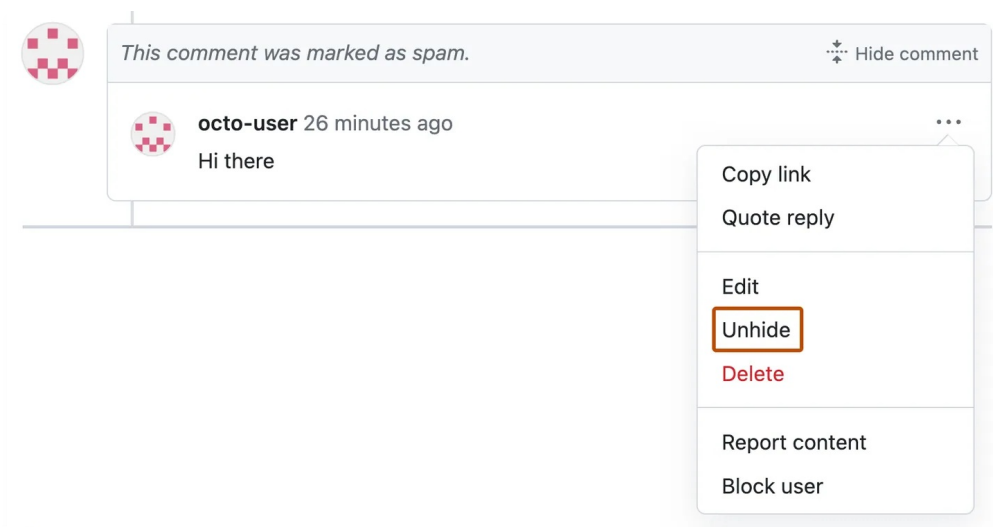 This comment was marked as spam. Hide comment
octo-user 26 minutes ago
Hi there
Copy link
Quote reply
Edit
Unhide
Delete
Report content
Block user